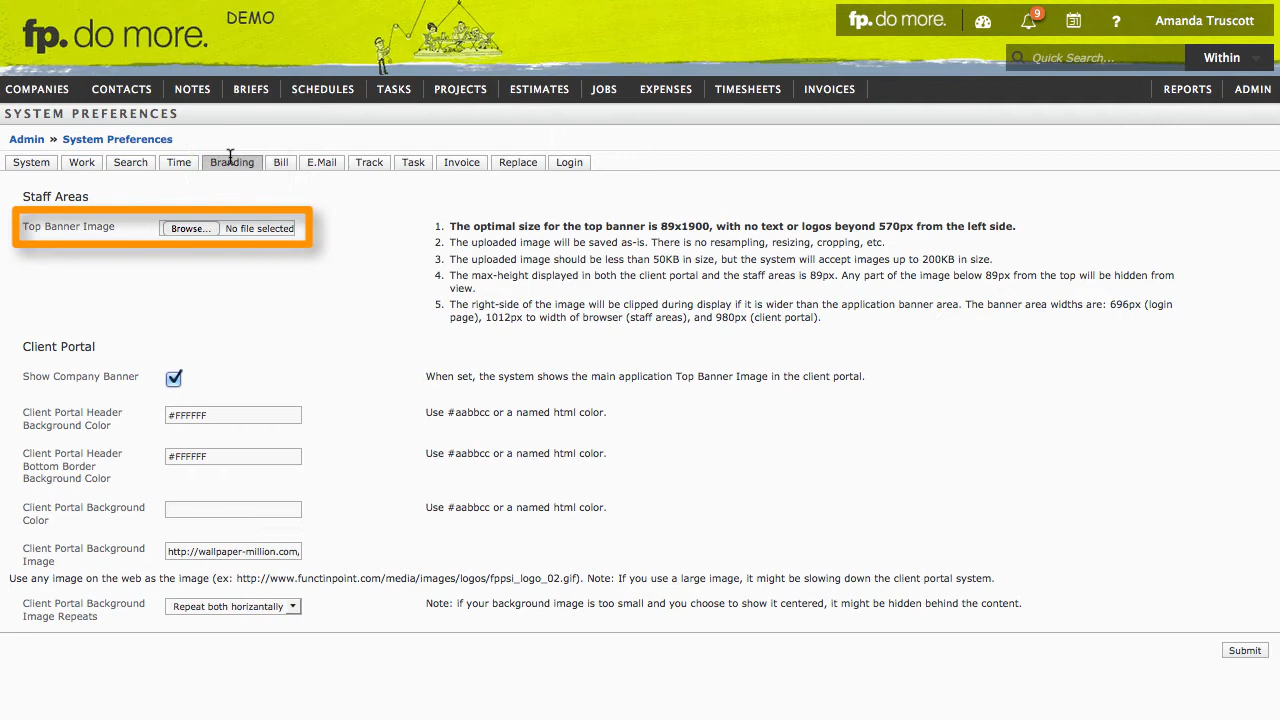 fp. do more.
DEMO
fp. do more.
9
?
Amanda Truscott
Quick Search...
Within
COMPANIES
CONTACTS
NOTES
BRIEFS
SCHEDULES
TASKS
PROJECTS
ESTIMATES
JOBS
EXPENSES
TIMESHEETS
INVOICES
REPORTS
ADMIN
SYSTEM PREFERENCES
Admin » System Preferences
System
Work
Search
Time
Branding
Bill
E.Mail
Track
Task
Invoice
Replace
Login
Staff Areas
Top Banner Image
Browse... No file selected
1. The optimal size for the top banner is 89x1900, with no text or logos beyond 570px from the left side.
2. The uploaded image will be saved as-is. There is no resampling, resizing, cropping, etc.
3. The uploaded image should be less than 50KB in size, but the system will accept images up to 200KB in size.
4. The max-height displayed in both the client portal and the staff areas is 89px. Any part of the image below 89px from the top will be hidden from
view.
5. The right-side of the image will be clipped during display if it is wider than the application banner area. The banner area widths are: 696px (login
page), 1012px to width of browser (staff areas), and 980px (client portal).
Client Portal
Show Company Banner
When set, the system shows the main application Top Banner Image in the client portal.
Client Portal Header
Background Color
#FFFFFF
Use #aabbcc or a named html color.
Client Portal Header
Bottom Border
Background Color
#FFFFFF
Use #aabbcc or a named html color.
Client Portal Background
Color
Use #aabbcc or a named html color.
Client Portal Background
Image
http://wallpaper-million.com,
Use any image on the web as the image (ex: http://www.functinpoint.com/media/images/logos/fppsi_logo_02.gif). Note: If you use a large image, it might be slowing down the client portal system.
Client Portal Background
Image Repeats
Repeat both horizantally
Note: if your background image is too small and you choose to show it centered, it might be hidden behind the content.
Submit